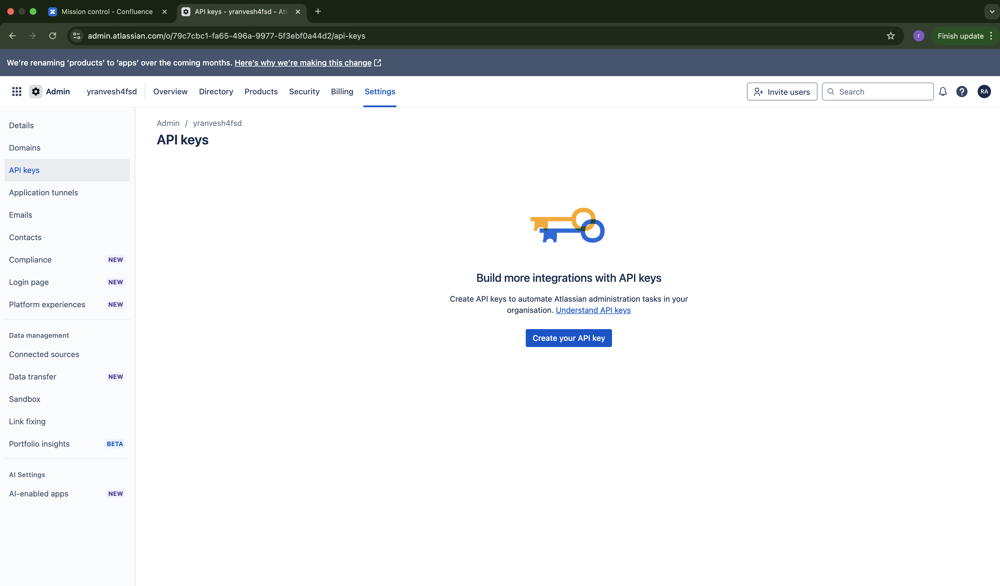 Mission control - Confluence
API keys - yranvesh4fsd - Atl
admin.atlassian.com/o/79c7cbc1-fa65-496a-9977-5f3ebf0a44d2/api-keys
r
Finish update
We're renaming 'products' to 'apps' over the coming months. Here's why we're making this change
Admin
yranvesh4fsd
Overview
Directory
Products
Security
Billing
Settings
Invite users
Search
RA
Details
Domains
API keys
Application tunnels
Emails
Contacts
Compliance NEW
Login page NEW
Platform experiences NEW
Data management
Connected sources
Data transfer NEW
Sandbox
Link fixing
Portfolio insights BETA
AI Settings
AI-enabled apps NEW
Admin / yranvesh4fsd
API keys
Build more integrations with API keys
Create API keys to automate Atlassian administration tasks in your
organisation. Understand API keys
Create your API key